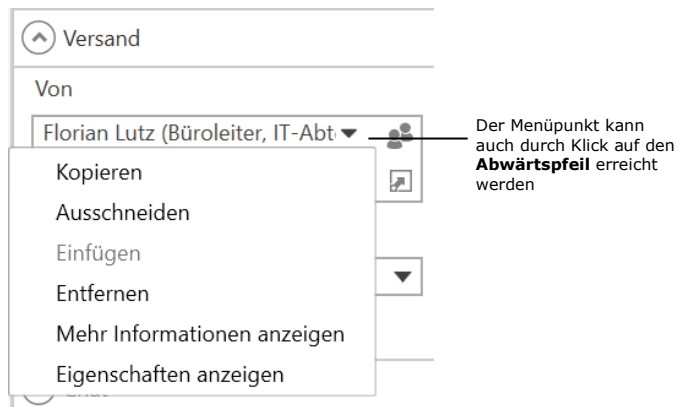 Versand
Von
Florian Lutz (Büroleiter, IT-Abt
Kopieren
Ausschneiden
Einfügen
Entfernen
Mehr Informationen anzeigen
Eigenschaften anzeigen
Der Menüpunkt kann
auch durch Klick auf den
Abwärtspfeil erreicht
werden